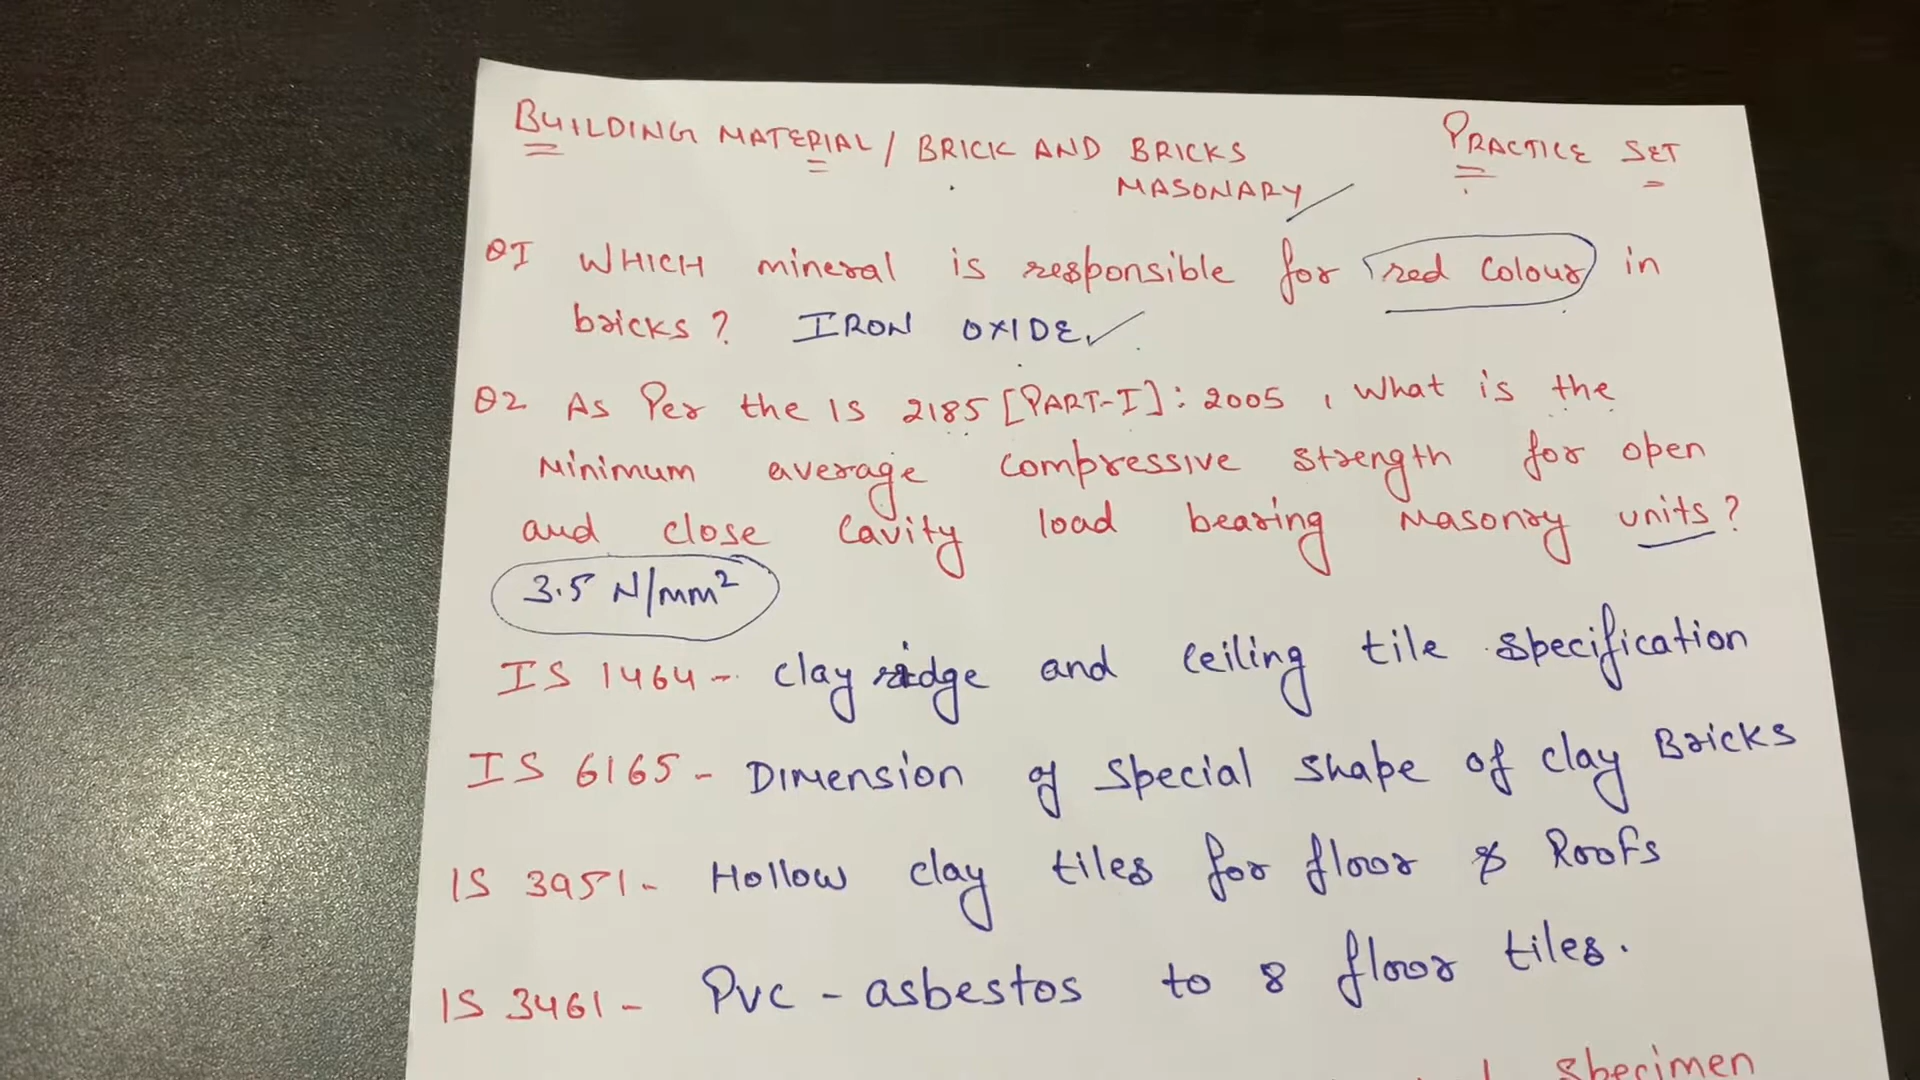 BUILDING MATERIAL / BRICK AND BRICKS MASONARY
PRACTICE SET
Q1 WHICH mineral is responsible for red Colour in
bricks? IRON OXIDE
Q2 As Per the IS 2185 [PART-I]: 2005, What is the
Minimum average compressive strength for open
and close Cavity load bearing Masonry units?
3.5 N/mm²
IS 1464 - Clay ridge and Ceiling tile specification
IS 6165 - Dimension of special shape of clay Bricks
IS 3951 - Hollow clay tiles for floor & Roofs
IS 3461 - PVC - asbestos to 8 floor tiles.
specimen